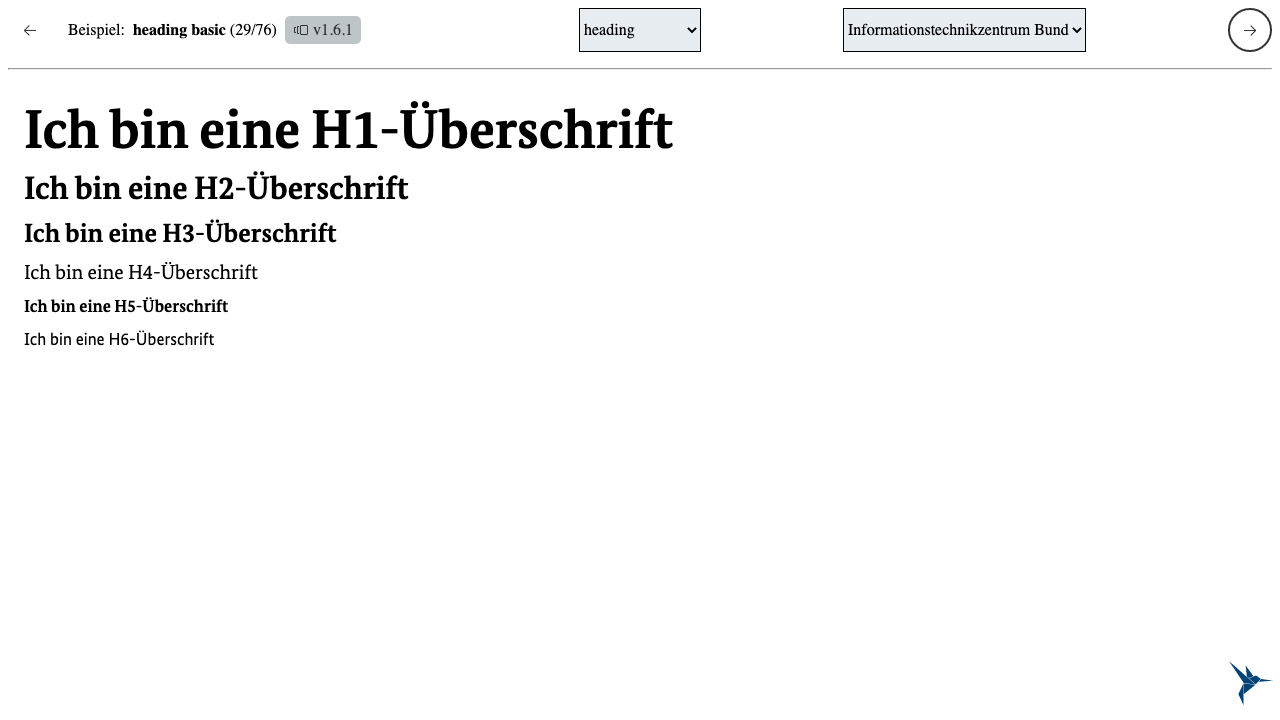 Beispiel: heading basic (29/76) v1.6.1 heading Informationstechnikzentrum Bund
Ich bin eine H1-Überschrift
Ich bin eine H2-Überschrift
Ich bin eine H3-Überschrift
Ich bin eine H4-Überschrift
Ich bin eine H5-Überschrift
Ich bin eine H6-Überschrift